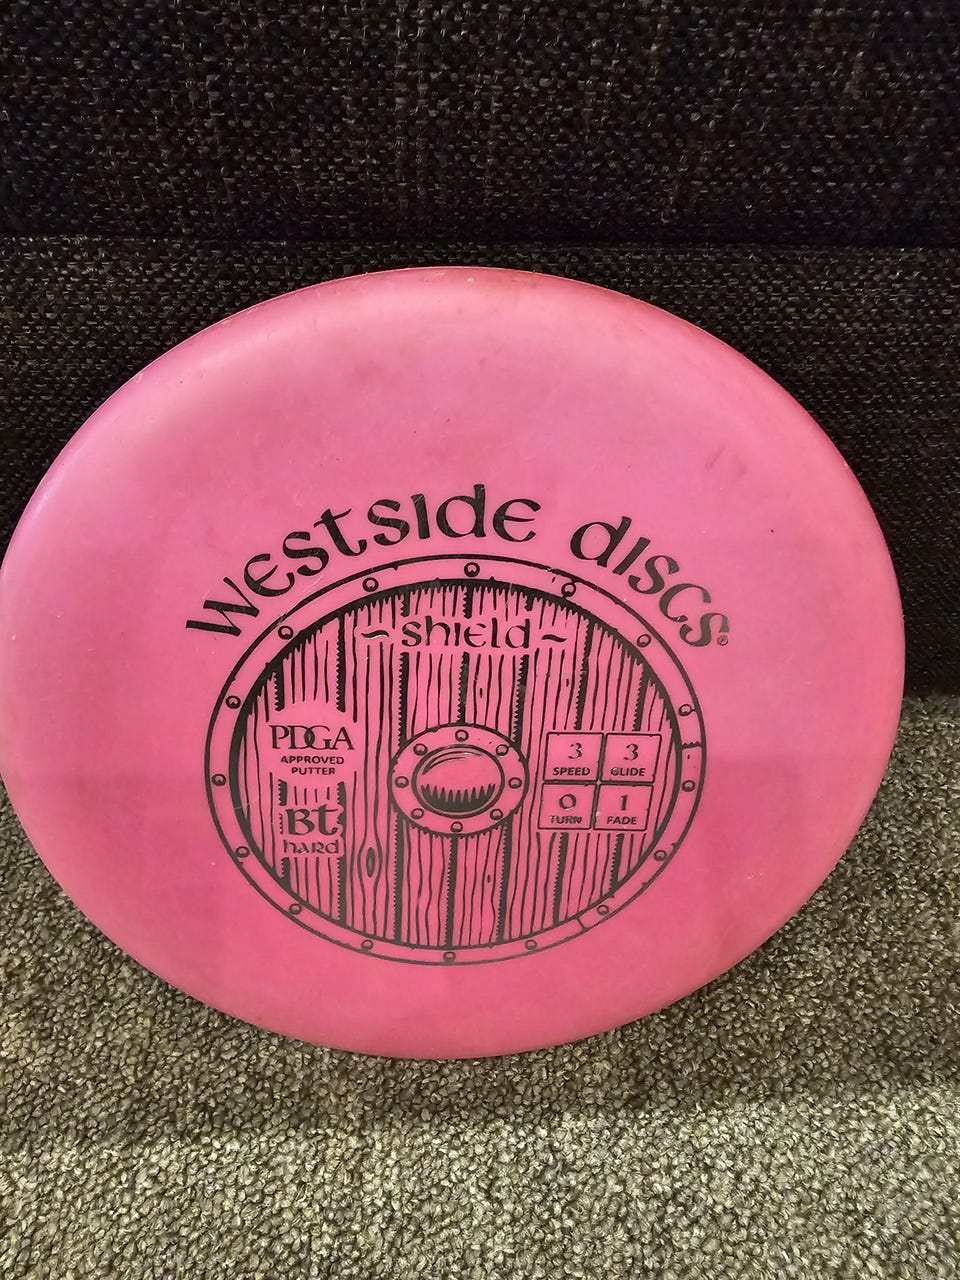 Westside discs®
~shield~
PDGA
APPROVED
PUTTER
Bt
hard
3 3
SPEED GLIDE
0 1
TURN FADE